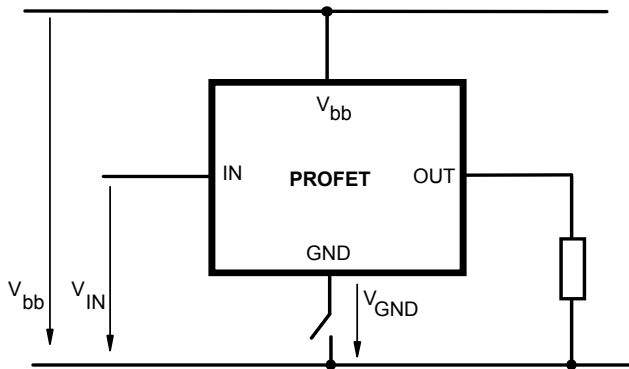 Vbb
IN
PROFET
OUT
GND
Vbb
VIN
VGND